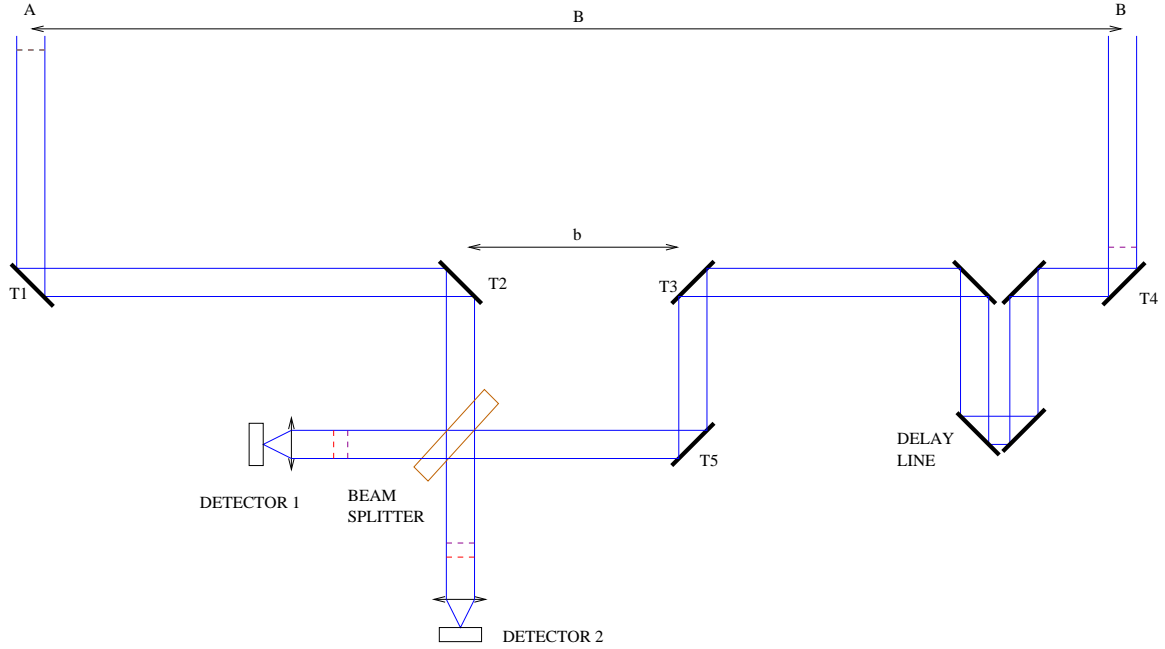 A
B
B
b
T1
T2
T3
T4
T5
DELAY
LINE
DETECTOR 1
BEAM
SPLITTER
DETECTOR 2